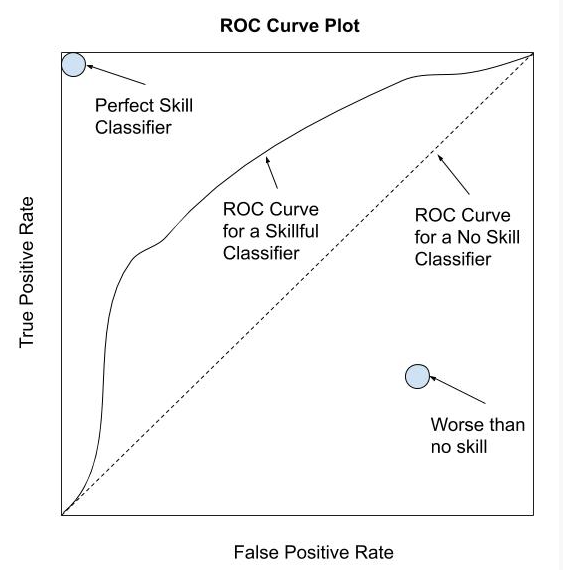 ROC Curve Plot
Perfect Skill
Classifier
ROC Curve
for a Skillful
Classifier
ROC Curve
for a No Skill
Classifier
True Positive Rate
Worse than
no skill
False Positive Rate